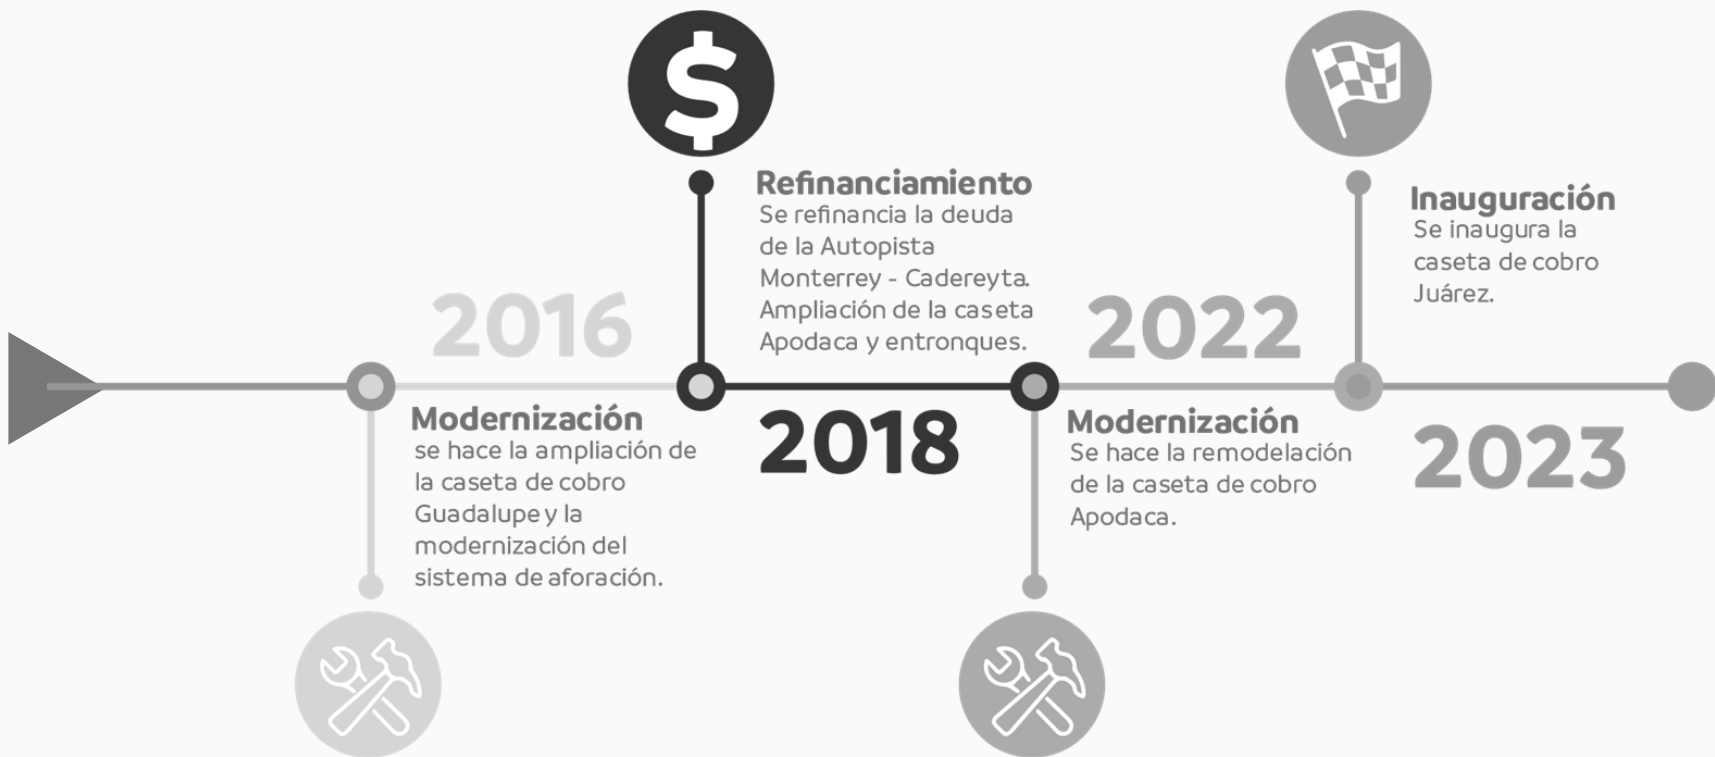 2016
Modernización
se hace la ampliación de
la caseta de cobro
Guadalupe y la
modernización del
sistema de aforación.
$
Refinanciamiento
Se refinancia la deuda
de la Autopista
Monterrey - Cadereyta.
Ampliación de la caseta
Apodaca y entronques.
2018
2022
Modernización
Se hace la remodelación
de la caseta de cobro
Apodaca.
Inauguración
Se inaugura la
caseta de cobro
Juárez.
2023